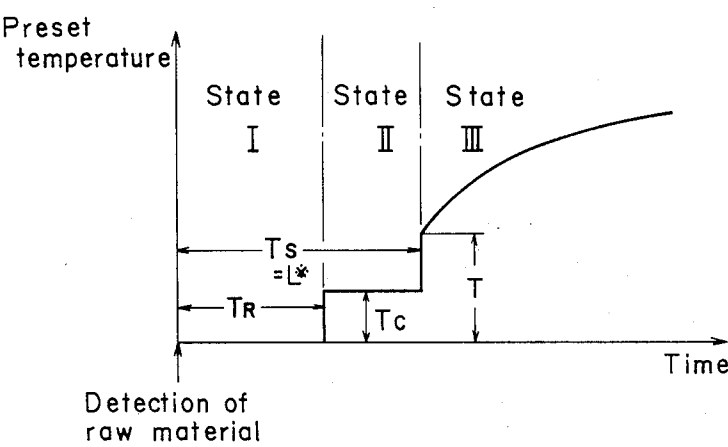 Preset
temperature
State
I
State
II
State
III
Ts
=L*
TR
Tc
T
Time
Detection of
raw material